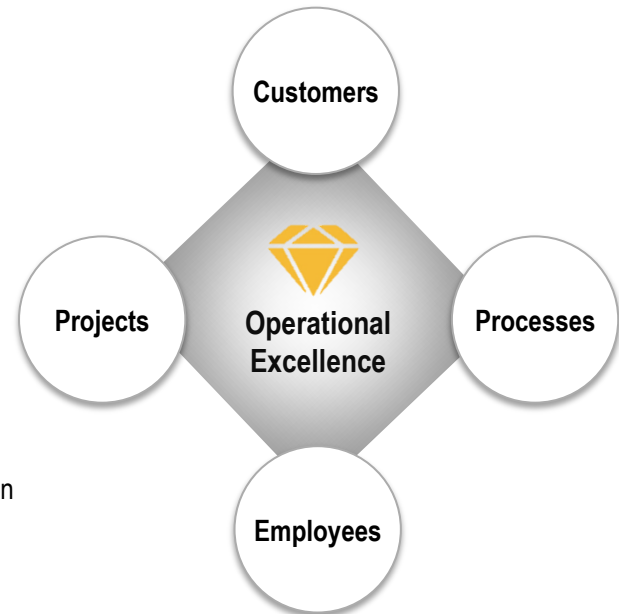 Customers
Projects
Operational
Excellence
Processes
n
Employees